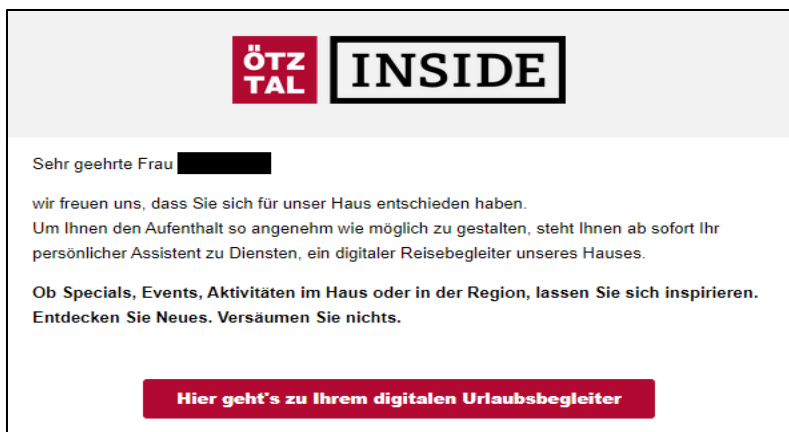 ÖTZ
TAL
INSIDE
Sehr geehrte Frau
wir freuen uns, dass Sie sich für unser Haus entschieden haben.
Um Ihnen den Aufenthalt so angenehm wie möglich zu gestalten, steht Ihnen ab sofort Ihr
persönlicher Assistent zu Diensten, ein digitaler Reisebegleiter unseres Hauses.
Ob Specials, Events, Aktivitäten im Haus oder in der Region, lassen Sie sich inspirieren.
Entdecken Sie Neues. Versäumen Sie nichts.
Hier geht's zu Ihrem digitalen Urlaubsbegleiter